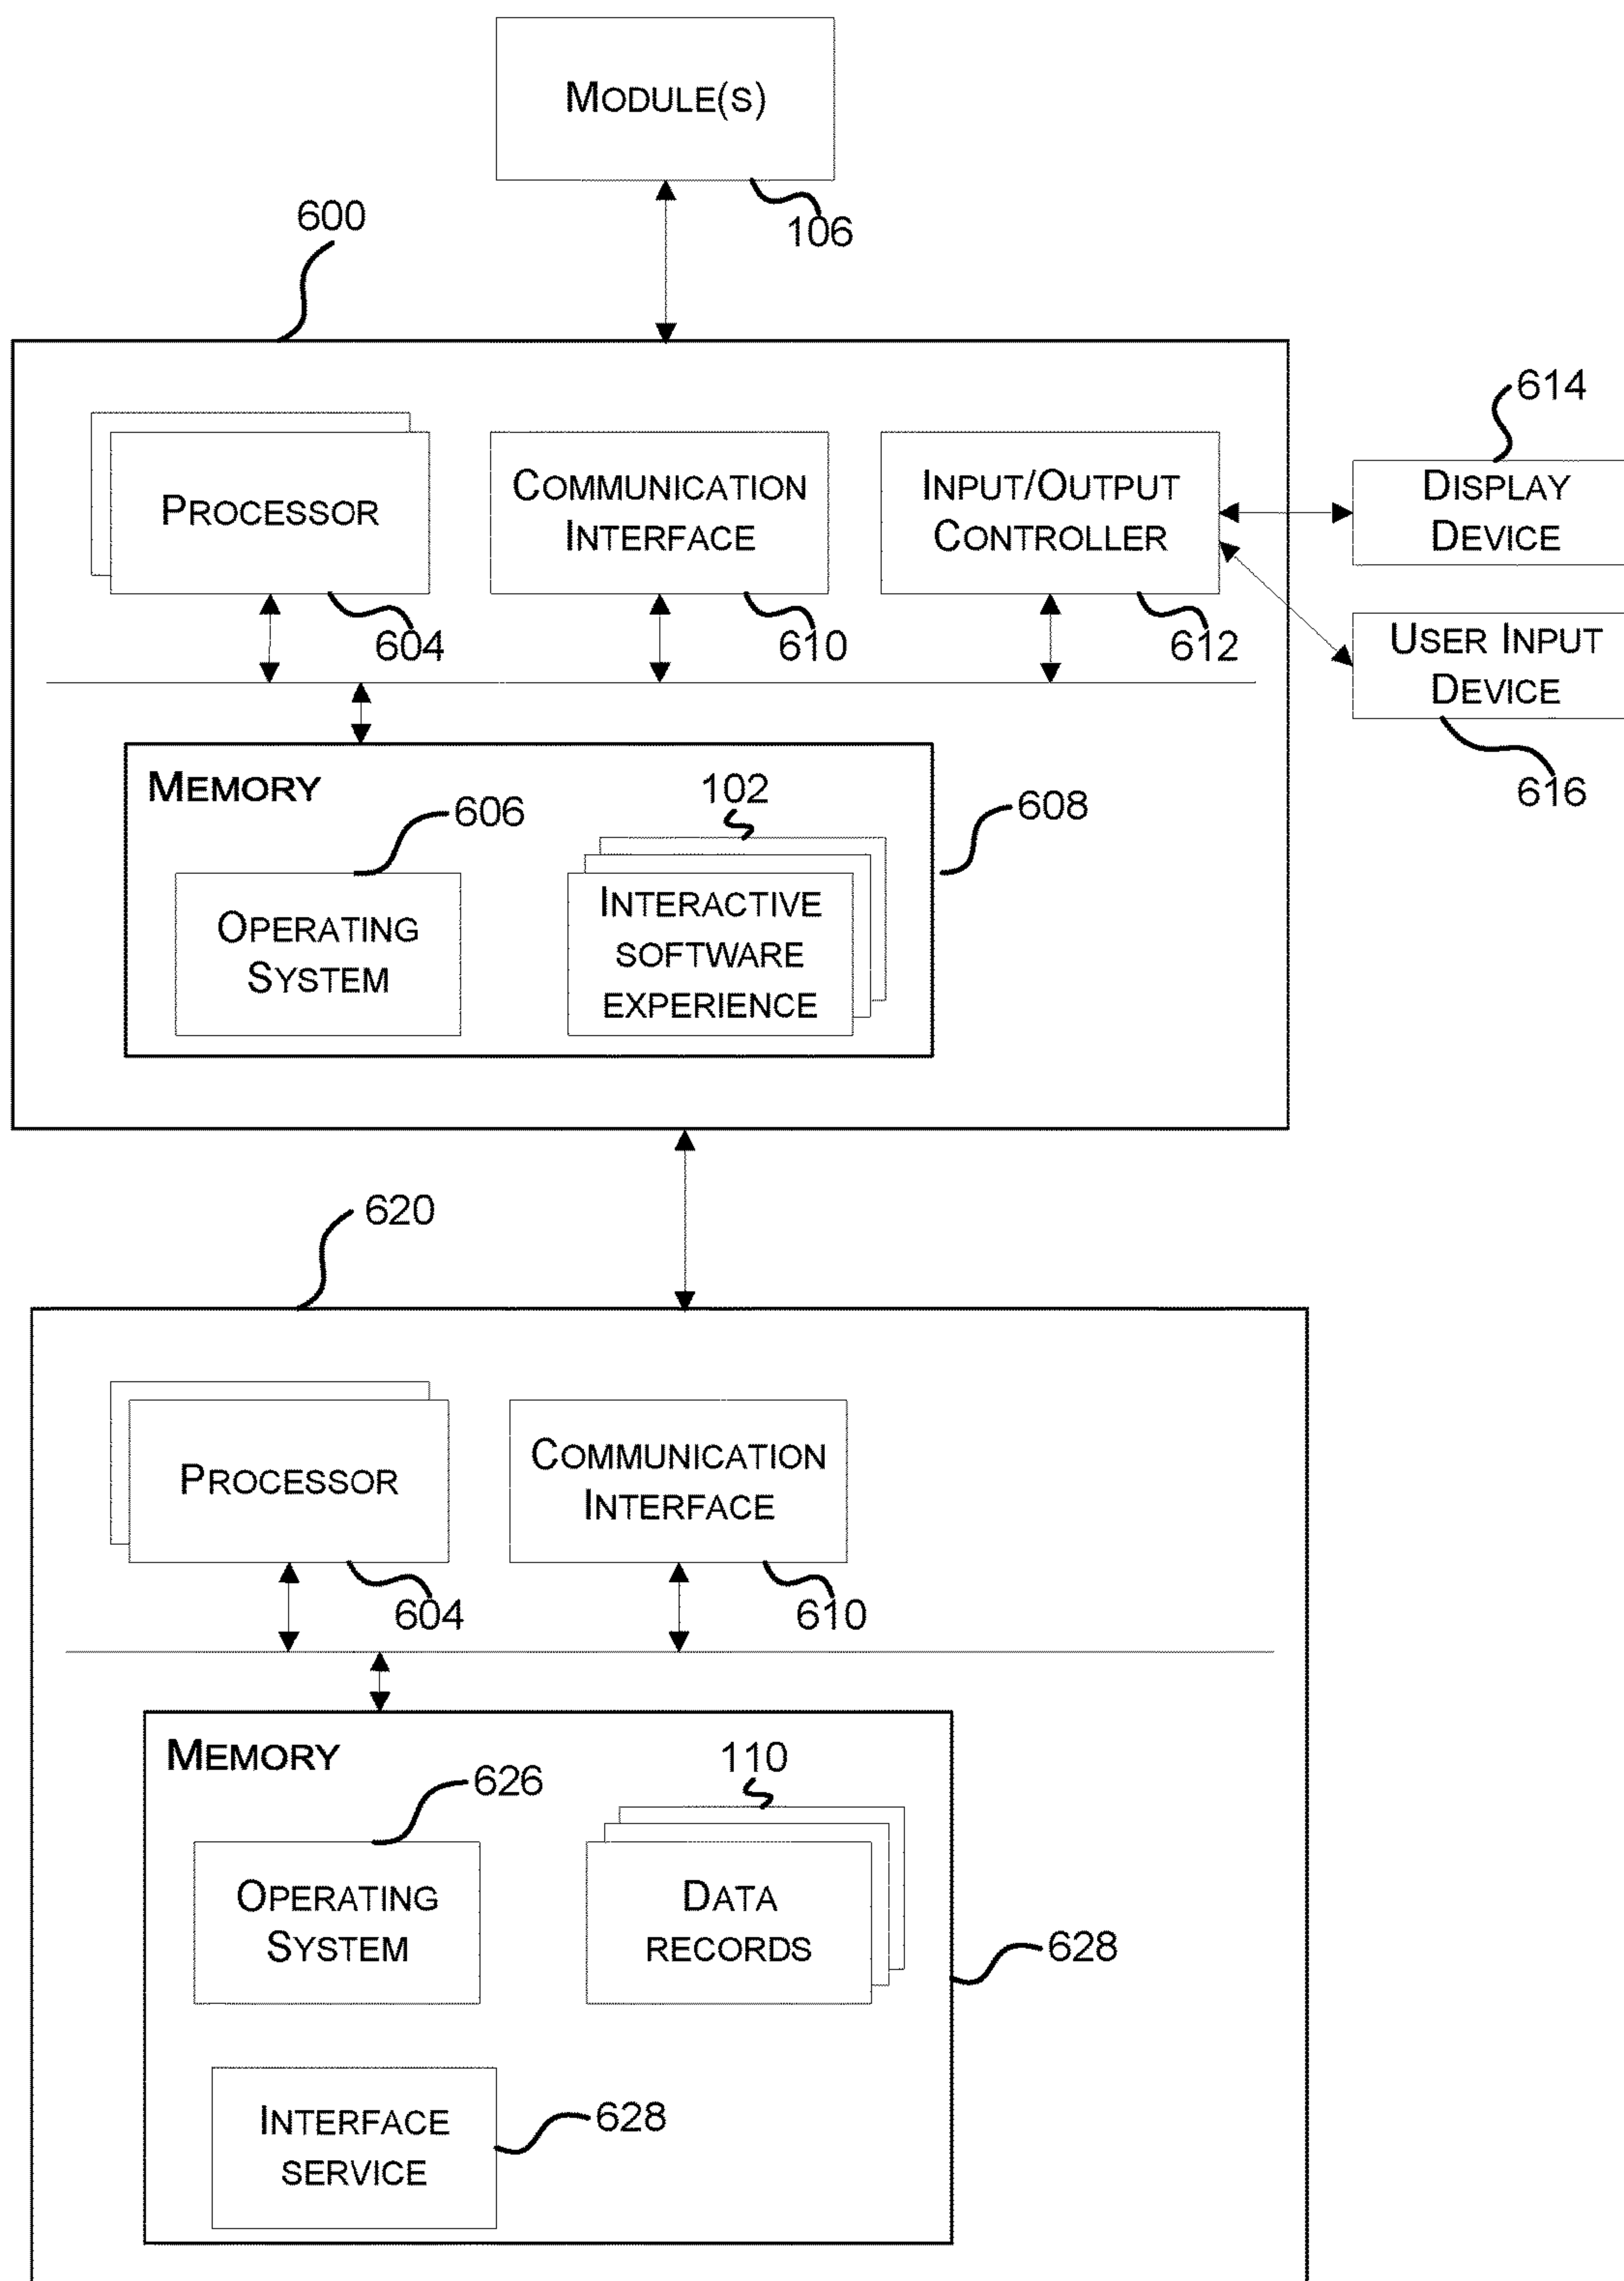 MODULE(S)
106
600
614
PROCESSOR
COMMUNICATION
INTERFACE
INPUT/OUTPUT
CONTROLLER
DISPLAY
DEVICE
604
610
612
USER INPUT
DEVICE
616
MEMORY
102
606
608
OPERATING
SYSTEM
INTERACTIVE
SOFTWARE
EXPERIENCE
620
PROCESSOR
COMMUNICATION
INTERFACE
604
610
MEMORY
110
626
OPERATING
SYSTEM
DATA
RECORDS
628
INTERFACE
SERVICE
628